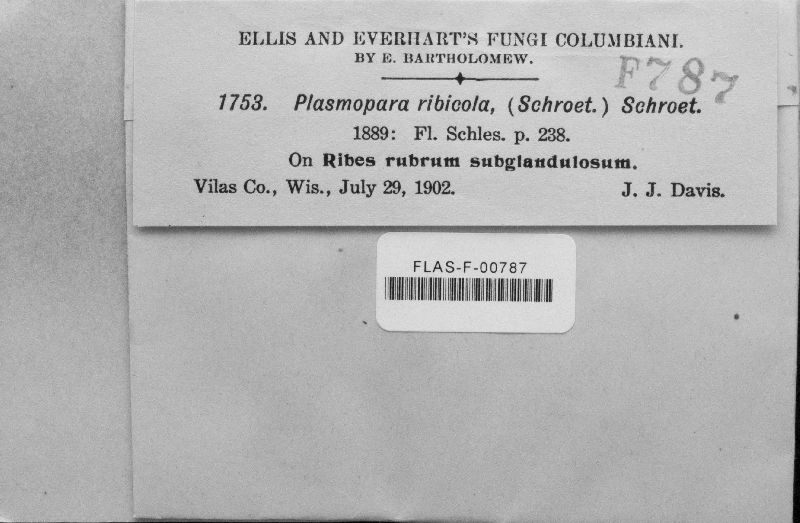 ELLIS AND EVERHART'S FUNGI COLUMBIANI.
BY E. BARTHOLOMEW.
F787
1753. Plasmopara ribicola, (Schroet.) Schroet.
1889: Fl. Schles. p. 238.
On Ribes rubrum subglandulosum.
Vilas Co., Wis., July 29, 1902. J. J. Davis.
FLAS-F-00787